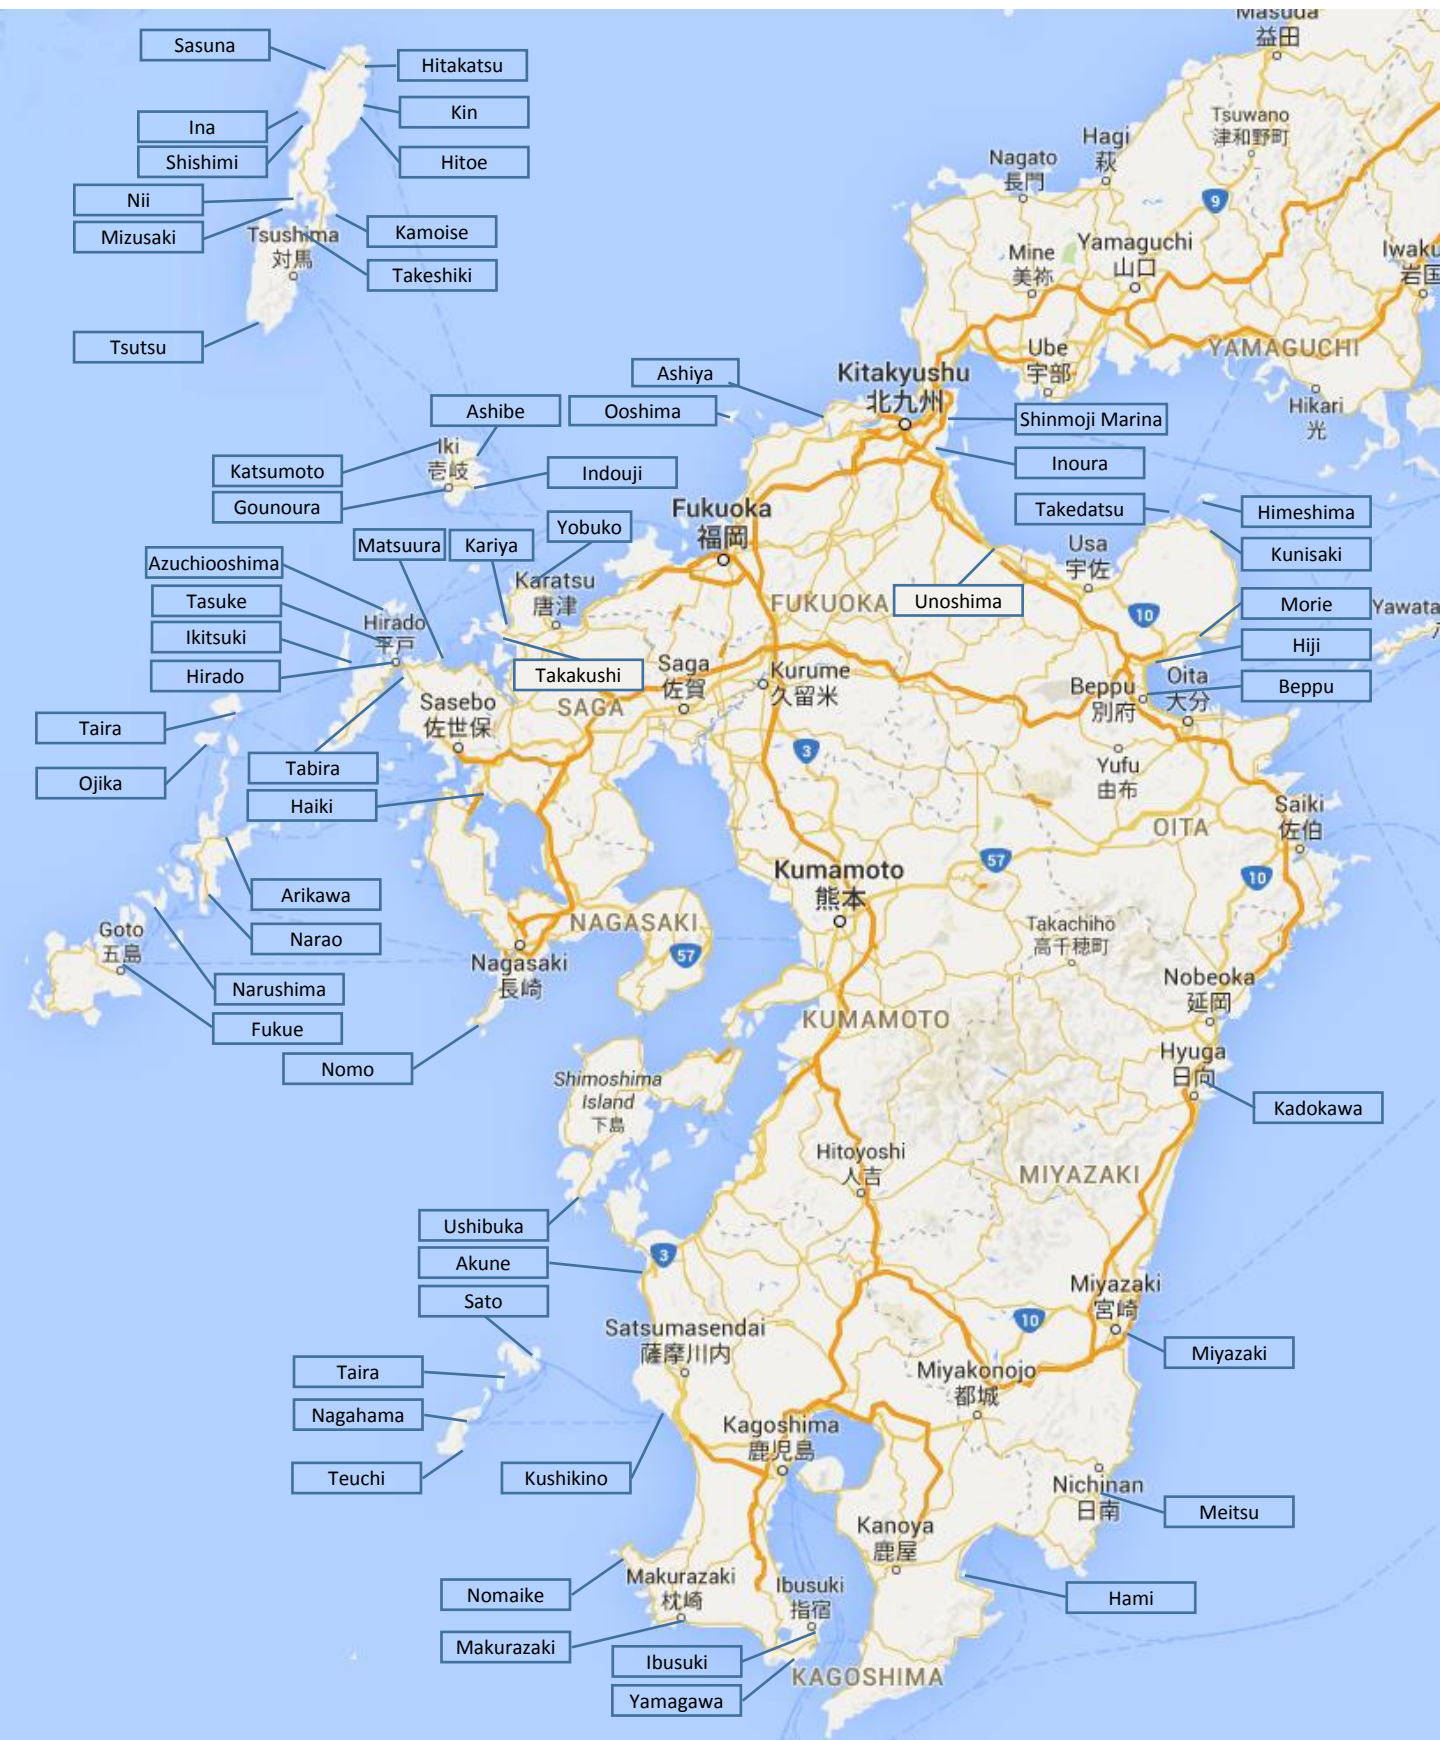 Masuda
益田
Sasuna
Hitakatsu
Kin
Ina
Shishimi
Hitoe
Nii
Mizusaki
Kamoise
Tsushima
対馬
Takeshiki
Tsutsu
Tsuwano
津和野町
Hagi
萩
Nagato
長門
9
Mine
美祢
Yamaguchi
山口
Iwaku
岩国
YAMAGUCHI
Ube
宇部
Hikari
光
Ashiya
Kitakyushu
北九州
Ooshima
Shinmoji Marina
Inoura
Ashibe
Iki
壱岐
Katsumoto
Indouji
Gounoura
Fukuoka
福岡
Takedatsu
Himeshima
Kunisaki
Usa
宇佐
Yobuko
Matsuura
Kariya
Azuchiooshima
Karatsu
唐津
Tasuke
FUKUOKA
Unoshima
10
Morie
Yawata
Hirado
平戸
Ikitsuki
Hiji
Hirado
Takakushi
Saga
佐賀
Kurume
久留米
Beppu
別府
Oita
大分
Beppu
Sasebo
佐世保
SAGA
Taira
3
Yufu
由布
Tabira
Ojika
Haiki
Saiki
佐伯
OITA
57
Kumamoto
熊本
10
Arikawa
NAGASAKI
Takachiho
高千穂町
Goto
五島
Narao
57
Nagasaki
長崎
Nobeoka
延岡
Narushima
Fukue
KUMAMOTO
Nomo
Hyuga
日向
Shimoshima
Island
下島
Kadokawa
Hitoyoshi
人吉
MIYAZAKI
Ushibuka
Akune
3
Sato
Miyazaki
宮崎
10
Satsumasendai
薩摩川内
Miyazaki
Taira
Miyakonojo
都城
Nagahama
Kagoshima
鹿児島
Teuchi
Kushikino
Nichinan
日南
Meitsu
Kanoya
鹿屋
Nomaike
Makurazaki
枕崎
Ibusuki
指宿
Hami
Makurazaki
Ibusuki
KAGOSHIMA
Yamagawa